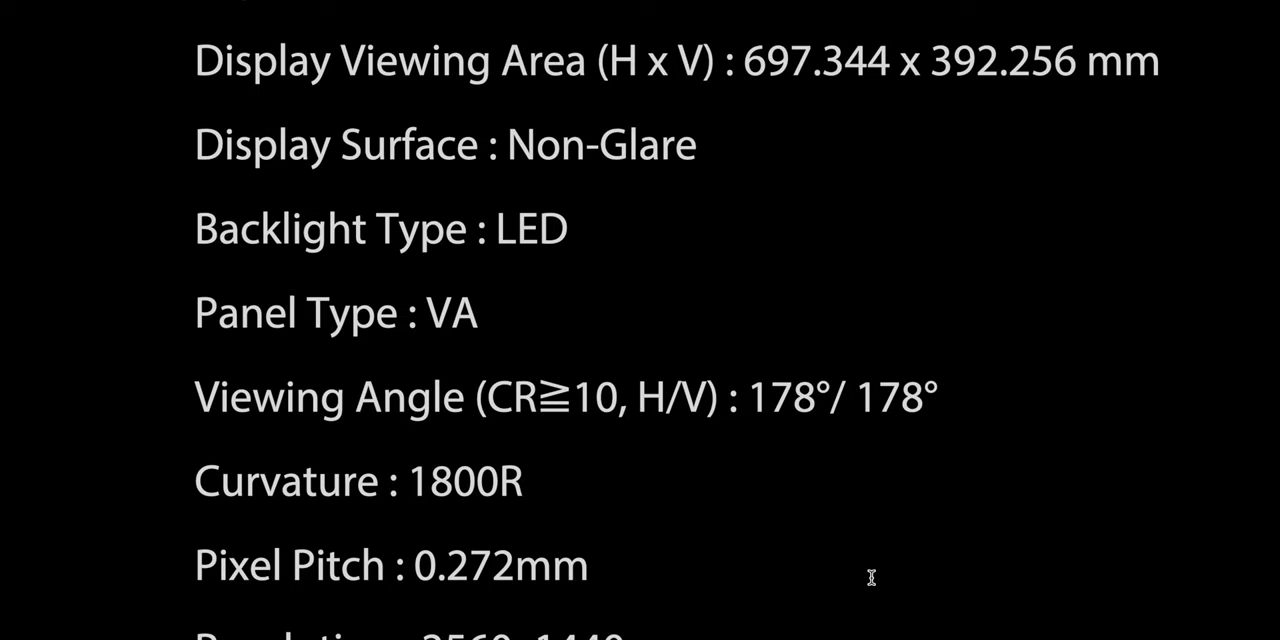 Display Viewing Area (H x V) : 697.344 x 392.256 mm
Display Surface : Non-Glare
Backlight Type : LED
Panel Type : VA
Viewing Angle (CR≧10, H/V) : 178°/ 178°
Curvature : 1800R
Pixel Pitch : 0.272mm